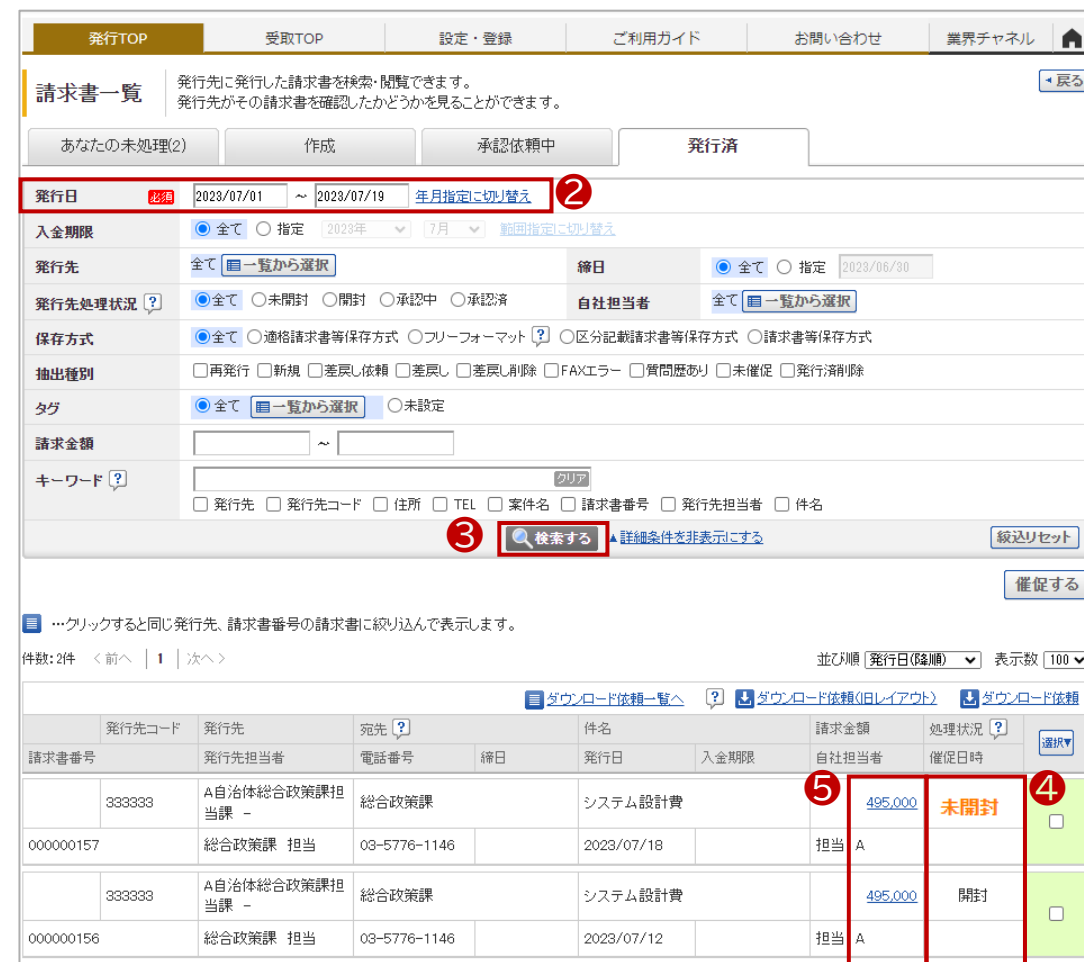 発行TOP 受取TOP 設定・登録 ご利用ガイド お問い合わせ 業界チャネル
請求書一覧 発行先に発行した請求書を検索・閲覧できます。
発行先がその請求書を確認したかどうかを見ることができます。
戻る
あなたの未処理(2) 作成 承認依頼中 発行済
発行日 必須 2023/07/01 ～ 2023/07/19 年月指定に切り替え 2
入金期限 全て 指定 2023年 7月 範囲指定に切り替え
発行先 全て 一覧から選択 締日 全て 指定 2023/06/30
発行先処理状況 ? 全て 未開封 開封 承認中 承認済 自社担当者 全て 一覧から選択
保存方式 全て 適格請求書等保存方式 フリーフォーマット ? 区分記載請求書等保存方式 請求書等保存方式
抽出種別 再発行 新規 差戻し依頼 差戻し 差戻し削除 FAXエラー 質問歴あり 未催促 発行済削除
タグ 全て 一覧から選択 未設定
請求金額 ～
キーワード ? クリア
発行先 発行先コード 住所 TEL 案件名 請求書番号 発行先担当者 件名
3 検索する ▲詳細条件を非表示にする 絞込リセット
催促する
…クリックすると同じ発行先、請求書番号の請求書に絞り込んで表示します。
件数:2件 〈前へ | 1 | 次へ〉 並び順 発行日(降順) 表示数 100
ダウンロード依頼一覧へ ? ダウンロード依頼(旧レイアウト) ダウンロード依頼
発行先コード 発行先 宛先 ? 件名 請求金額 処理状況 ?
選択▼
請求書番号 発行先担当者 電話番号 締日 発行日 入金期限 自社担当者 催促日時
5 4
333333 A自治体総合政策課担当課 － 総合政策課 システム設計費 495,000 未開封
000000157 総合政策課 担当 03-5776-1146 2023/07/18 担当 A
333333 A自治体総合政策課担当課 － 総合政策課 システム設計費 495,000 開封
000000156 総合政策課 担当 03-5776-1146 2023/07/12 担当 A